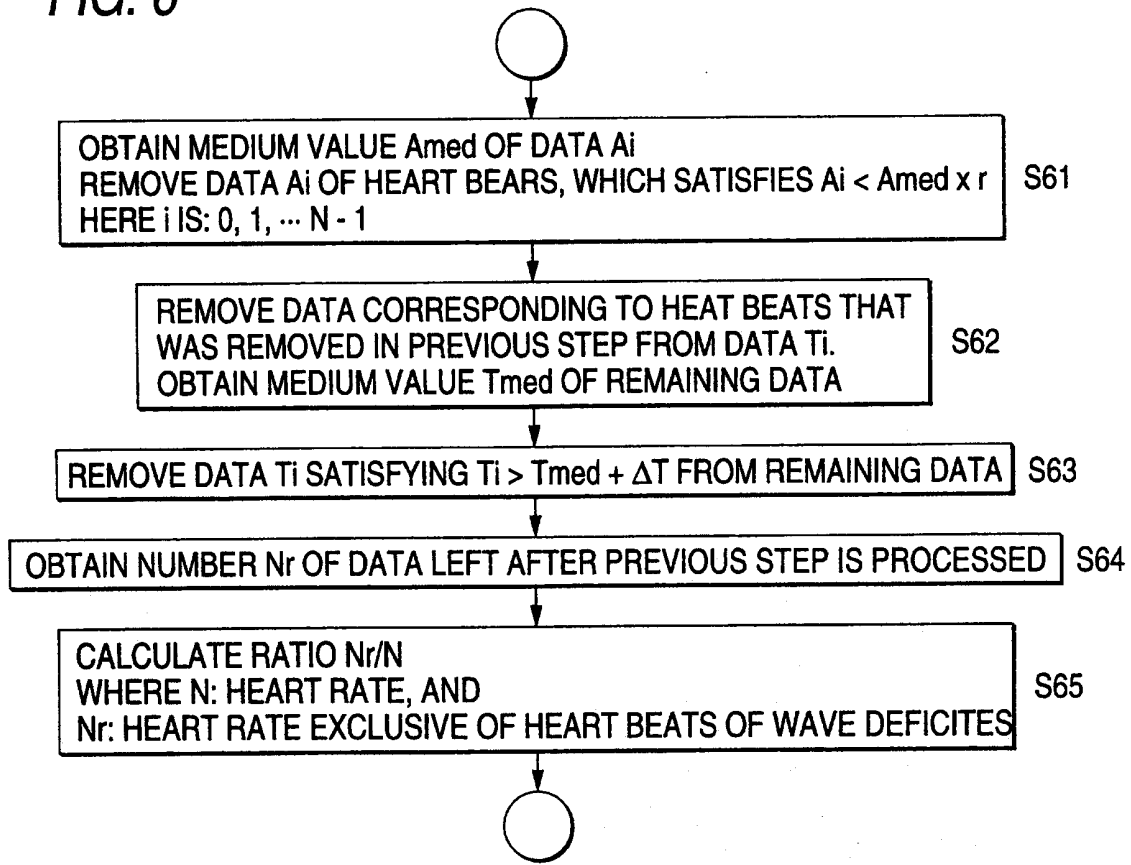 FIG. 6
OBTAIN MEDIUM VALUE Amed OF DATA Ai
REMOVE DATA Ai OF HEART BEARS, WHICH SATISFIES Ai < Amed x r
HERE i IS: 0, 1, ··· N - 1
S61
REMOVE DATA CORRESPONDING TO HEAT BEATS THAT
WAS REMOVED IN PREVIOUS STEP FROM DATA Ti.
OBTAIN MEDIUM VALUE Tmed OF REMAINING DATA
S62
REMOVE DATA Ti SATISFYING Ti > Tmed + ΔT FROM REMAINING DATA
S63
OBTAIN NUMBER Nr OF DATA LEFT AFTER PREVIOUS STEP IS PROCESSED
S64
CALCULATE RATIO Nr/N
WHERE N: HEART RATE, AND
Nr: HEART RATE EXCLUSIVE OF HEART BEATS OF WAVE DEFICITES
S65